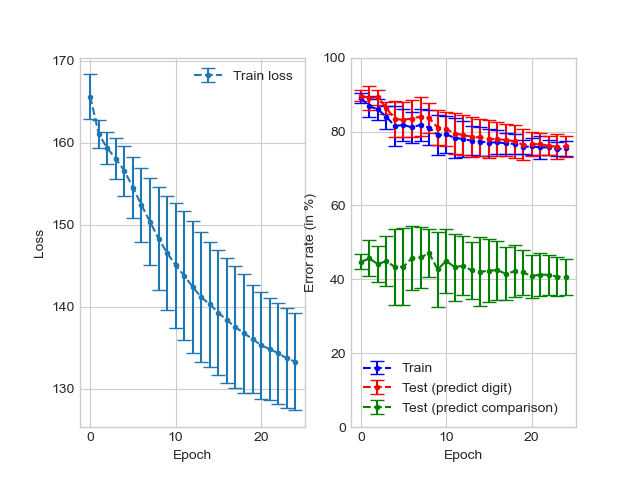 170
160
150
140
130
Loss
0
10
20
Epoch
Train loss
100
80
60
40
20
0
Error rate (in %)
0
10
20
Epoch
Train
Test (predict digit)
Test (predict comparison)